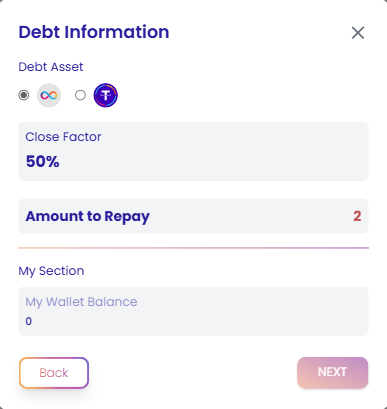 Debt Information
Debt Asset
Close Factor
50%
Amount to Repay 2
My Section
My Wallet Balance
0
Back NEXT